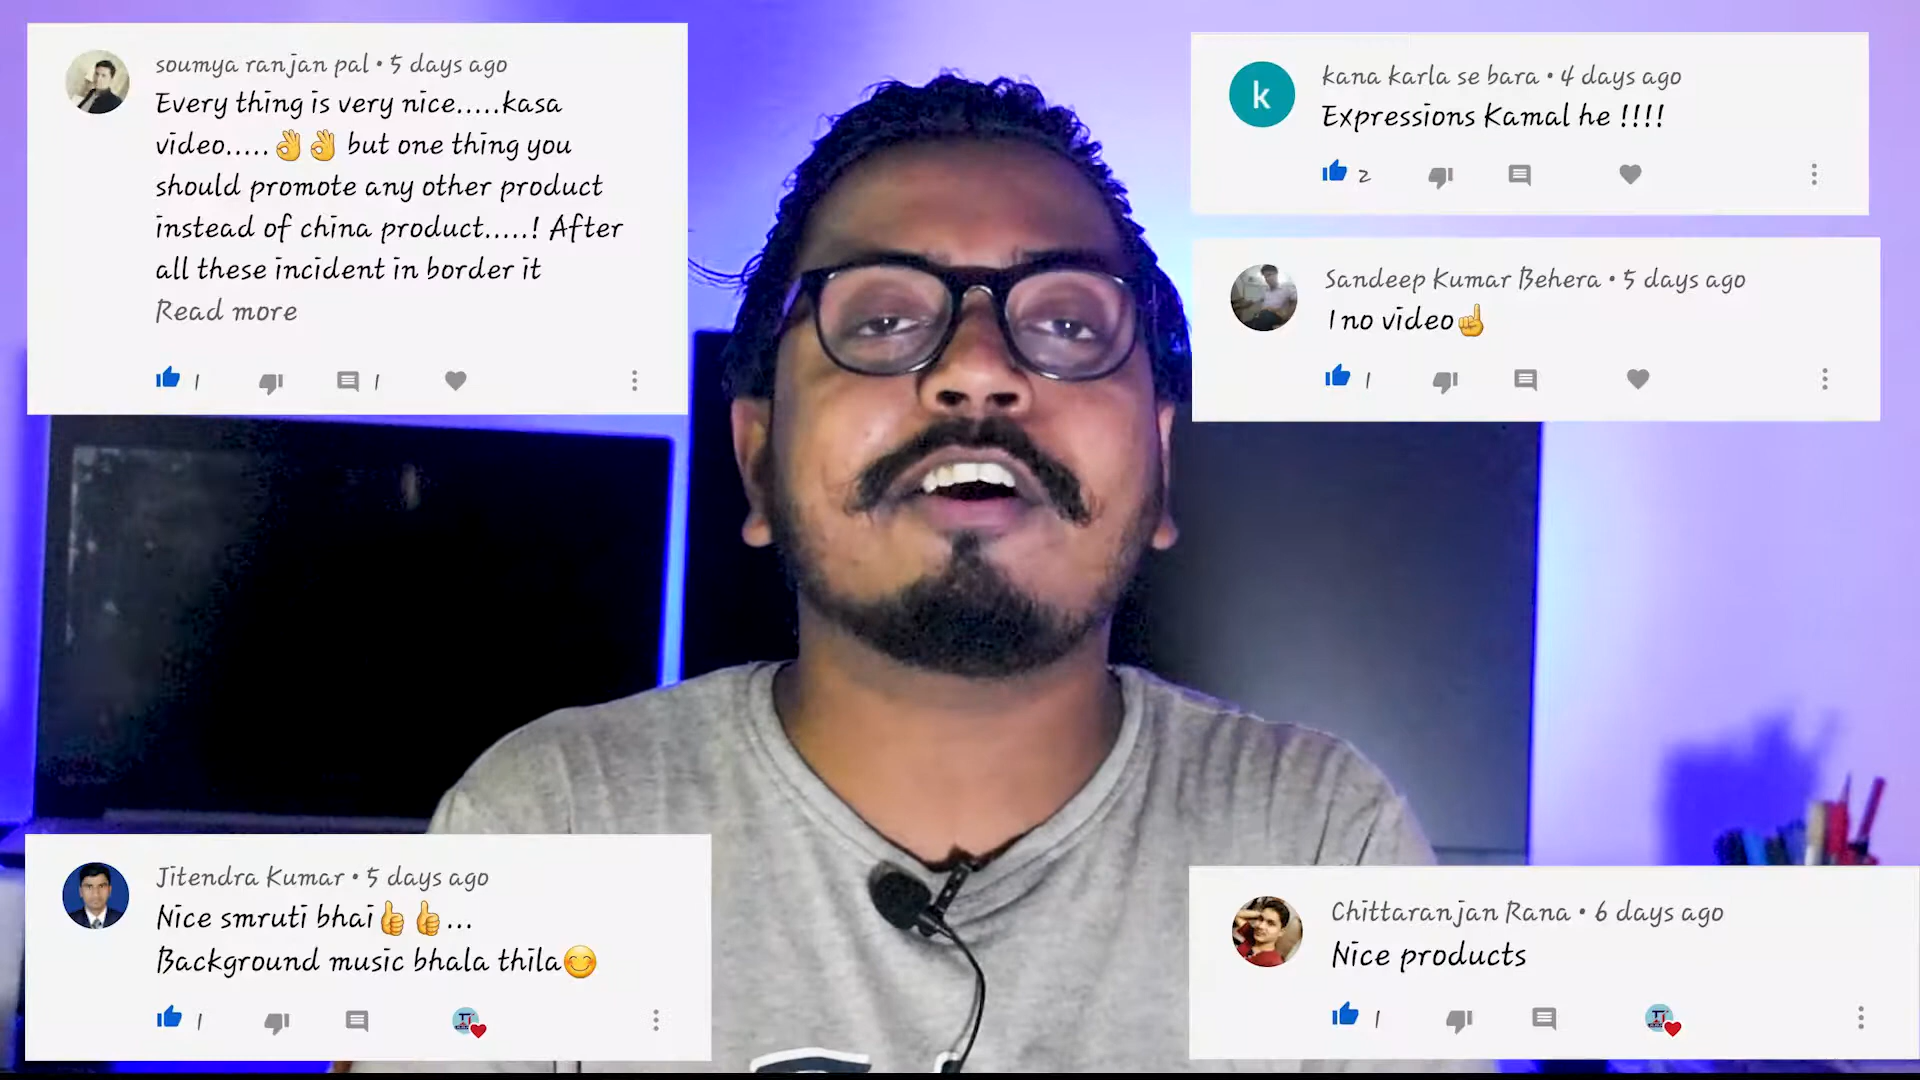 soumya ranjan pal • 5 days ago
Every thing is very nice.....kasa
video.....👌👌 but one thing you
should promote any other product
instead of china product.....! After
all these incident in border it
Read more
1 1
kana karla se bara • 4 days ago
Expressions Kamal he !!!!
2
k
Sandeep Kumar Behera • 5 days ago
1 no video☝️
1
Jitendra Kumar • 5 days ago
Nice smruti bhai👍👍...
Background music bhala thila😊
1
Chittaranjan Rana • 6 days ago
Nice products
1